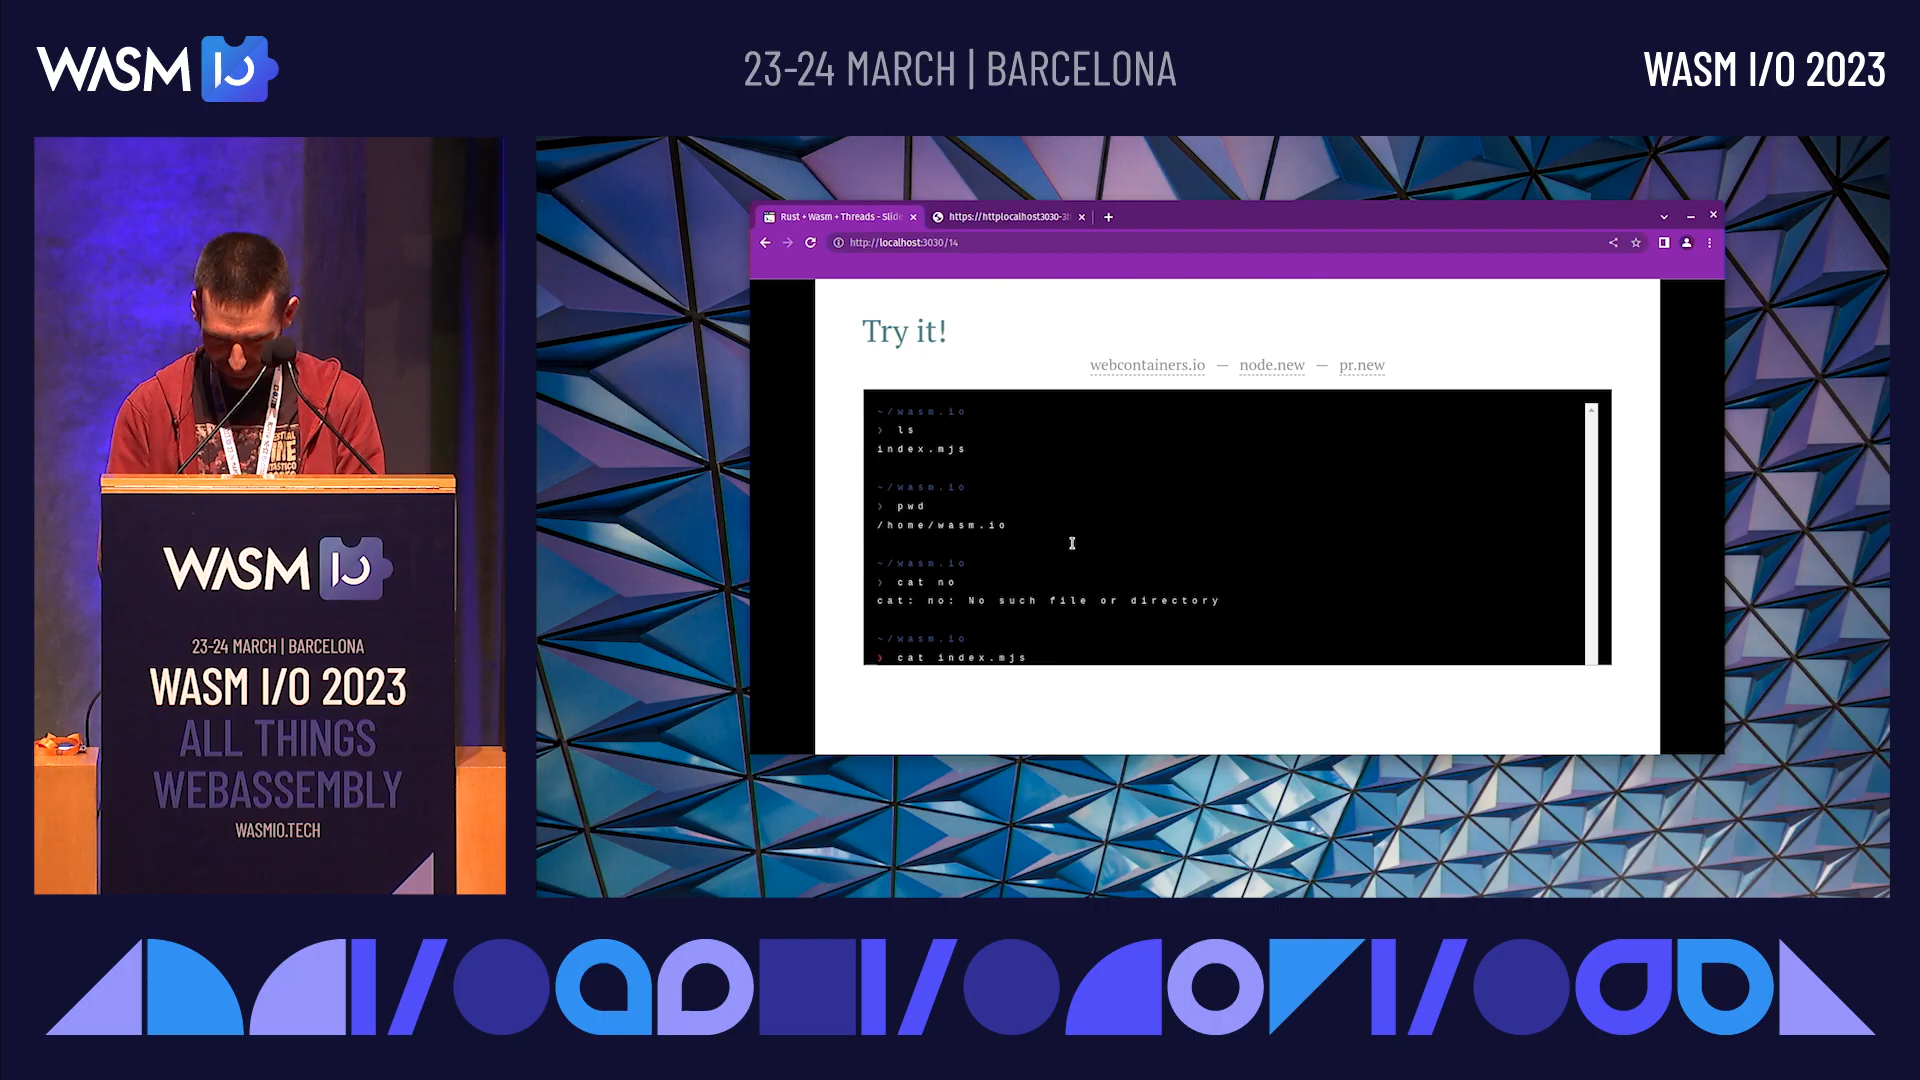 WASM IO
23-24 MARCH | BARCELONA
WASM I/O 2023
WASM IO
23-24 MARCH | BARCELONA
WASM I/O 2023
ALL THINGS
WEBASSEMBLY
WASMIO.TECH
Rust + Wasm + Threads - Slide
https://httplocalhost3030-3b
http://localhost:3030/14
Try it!
webcontainers.io — node.new — pr.new
~/wasm.io
❯ ls
index.mjs
~/wasm.io
❯ pwd
/home/wasm.io
~/wasm.io
❯ cat no
cat: no: No such file or directory
~/wasm.io
❯ cat index.mjs